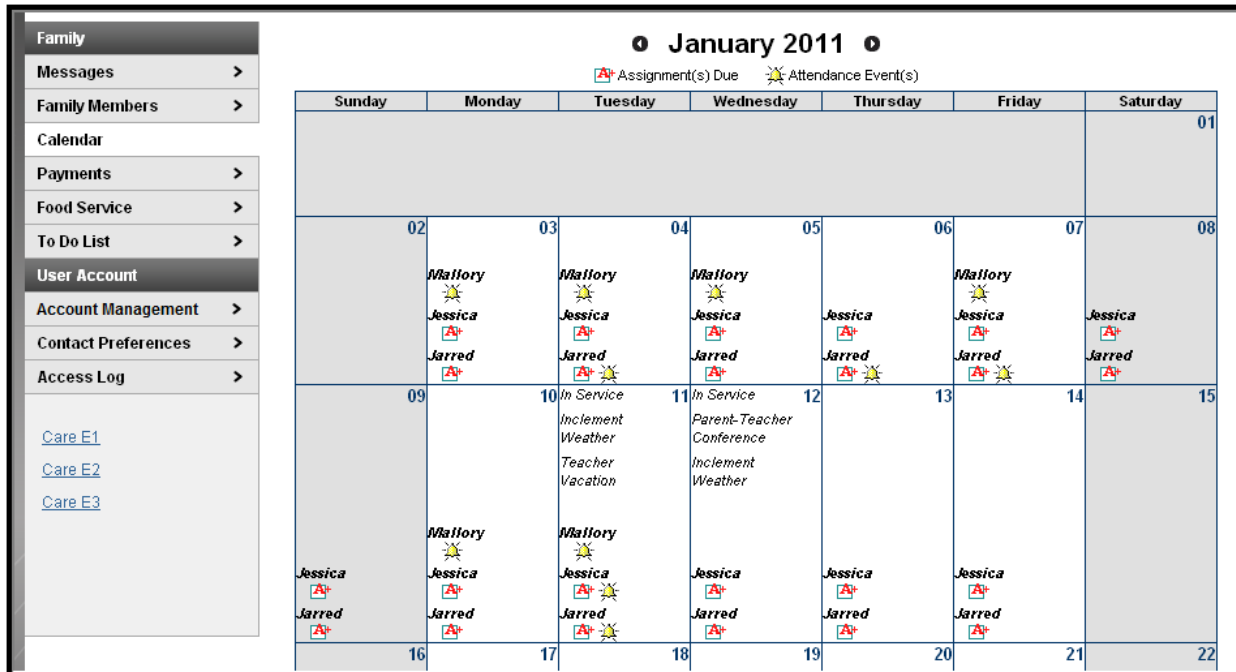 Family
Messages >
Family Members >
Calendar
Payments >
Food Service >
To Do List >
User Account
Account Management >
Contact Preferences >
Access Log >
Care E1
Care E2
Care E3
January 2011
A+ Assignment(s) Due Attendance Event(s)
Sunday Monday Tuesday Wednesday Thursday Friday Saturday
01
02 03 04 05 06 07 08
Mallory Mallory Mallory Mallory
Jessica Jessica Jessica Jessica Jessica Jessica
A+ A+ A+ A+ A+ A+
Jarred Jarred Jarred Jarred Jarred Jarred
A+ A+ A+ A+ A+ A+
09 10 In Service 11 In Service 12 13 14 15
Inclement Parent-Teacher
Weather Conference
Teacher Inclement
Vacation Weather
Mallory Mallory
Jessica Jessica Jessica Jessica Jessica Jessica
A+ A+ A+ A+ A+ A+
Jarred Jarred Jarred Jarred Jarred Jarred
A+ A+ A+ A+ A+ A+
16 17 18 19 20 21 22